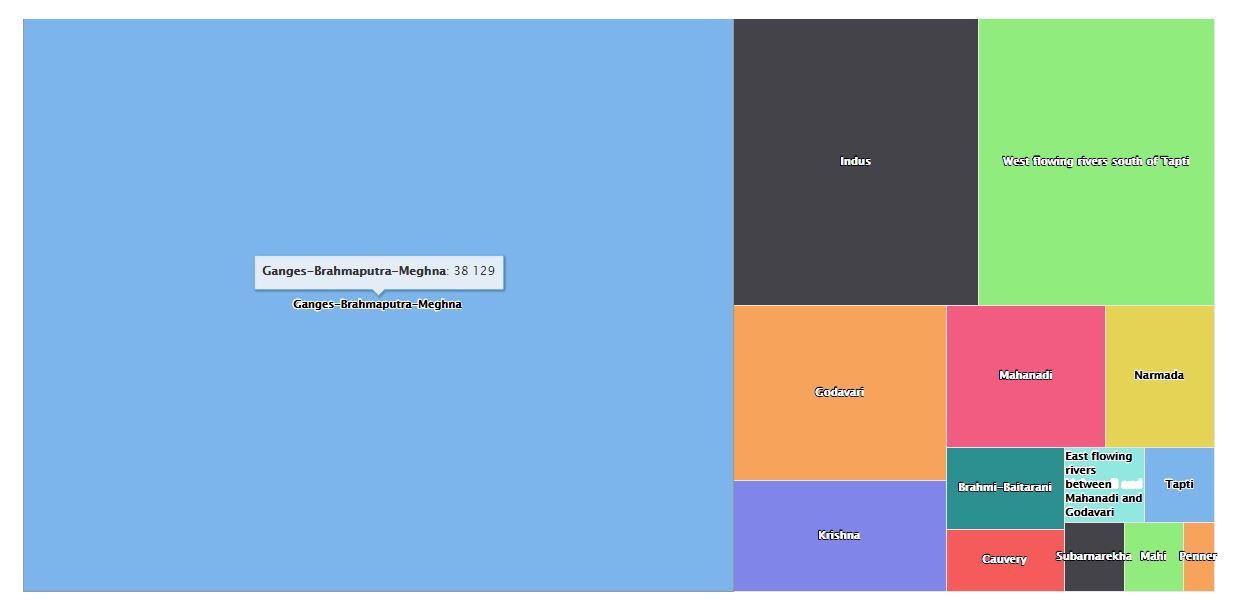 Indus
West flowing rivers south of Tapti
Ganges-Brahmaputra-Meghna: 38 129
Ganges-Brahmaputra-Meghna
Godavari
Mahanadi
Narmada
Krishna
Brahmi-Baitarani
East flowing
rivers
between and
Mahanadi and
Godavari
Tapti
Cauvery
Subarnarekha
Mahi
Penner